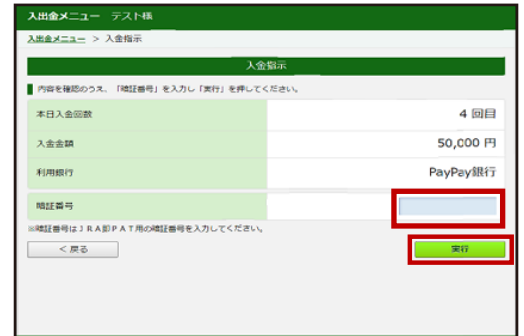 入出金メニュー テスト様
入出金メニュー > 入金指示
入金指示
内容を確認のうえ、「暗証番号」を入力し「実行」を押してください。
本日入金回数 4 回目
入金金額 50,000 円
利用銀行 PayPay銀行
暗証番号
※暗証番号はJRA即PAT用の暗証番号を入力してください。
< 戻る 実行